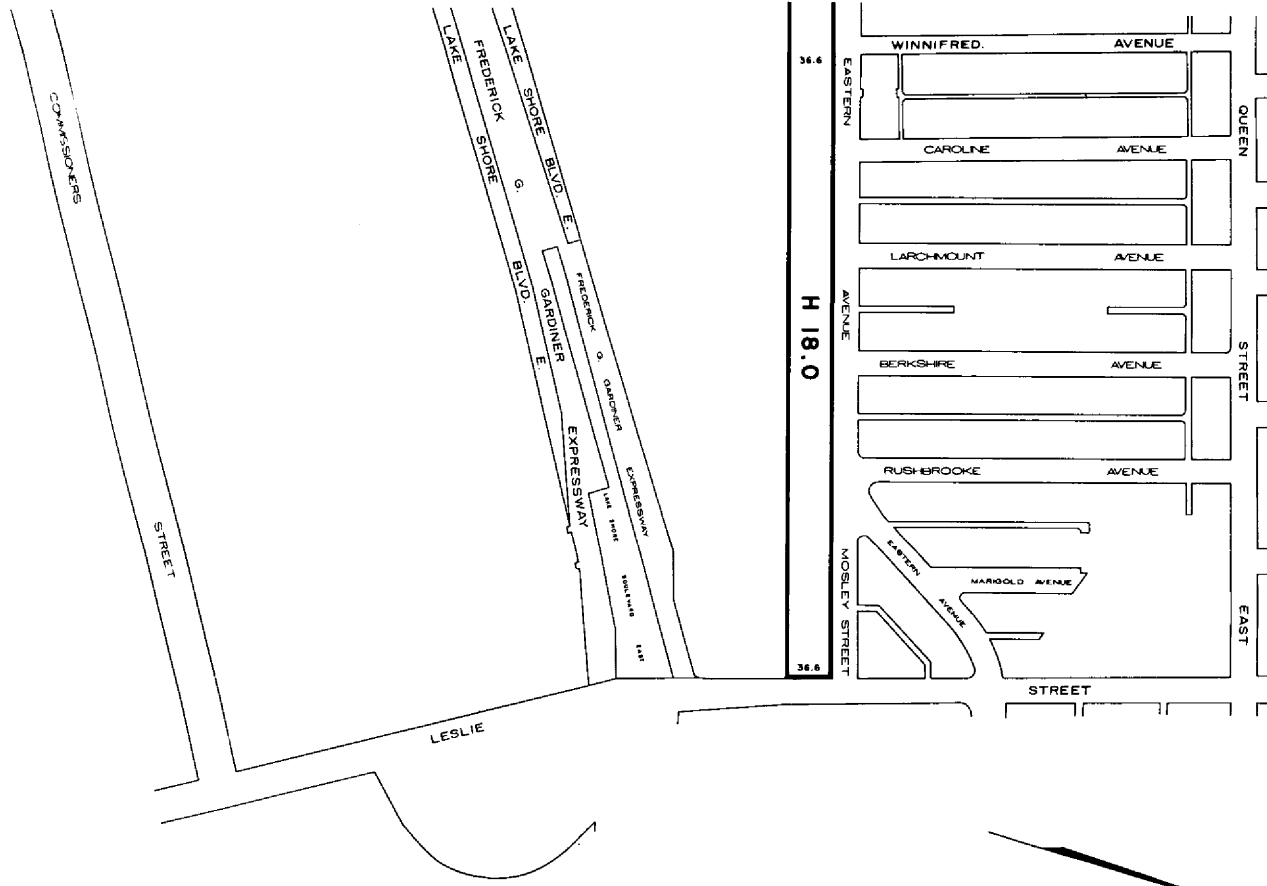 COMMISSIONERS
STREET
LAKE
SHORE
BLVD.
E.
FREDERICK
G.
GARDINER
EXPRESSWAY
LAKE
SHORE
BLVD.
E.
FREDERICK
G.
GARDINER
EXPRESSWAY
LAKE
SHORE
BOULEVARD
EAST
36.6
H 18.0
36.6
EASTERN
AVENUE
MOSLEY STREET
WINNIFRED. AVENUE
CAROLINE AVENUE
LARCHMOUNT AVENUE
BERKSHIRE AVENUE
RUSHBROOKE AVENUE
EASTERN
AVENUE
MARIGOLD AVENUE
QUEEN
STREET
EAST
LESLIE
STREET